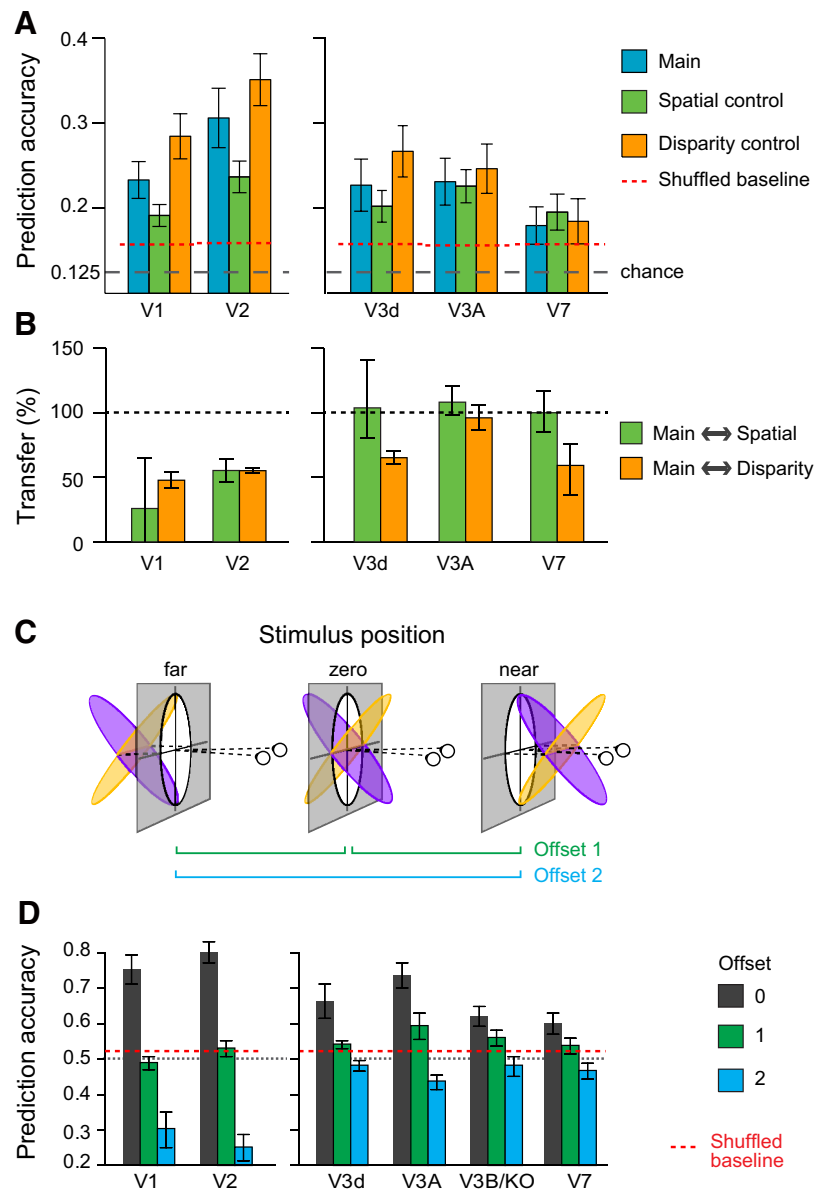 A
Prediction accuracy
0.4
0.3
0.2
0.125
V1
V2
V3d
V3A
V7
Main
Spatial control
Disparity control
Shuffled baseline
chance
B
Transfer (%)
150
100
50
0
V1
V2
V3d
V3A
V7
Main ↔ Spatial
Main ↔ Disparity
C
Stimulus position
far
zero
near
Offset 1
Offset 2
D
Prediction accuracy
0.8
0.7
0.6
0.5
0.4
0.3
0.2
V1
V2
V3d
V3A
V3B/KO
V7
Offset
0
1
2
Shuffled
baseline